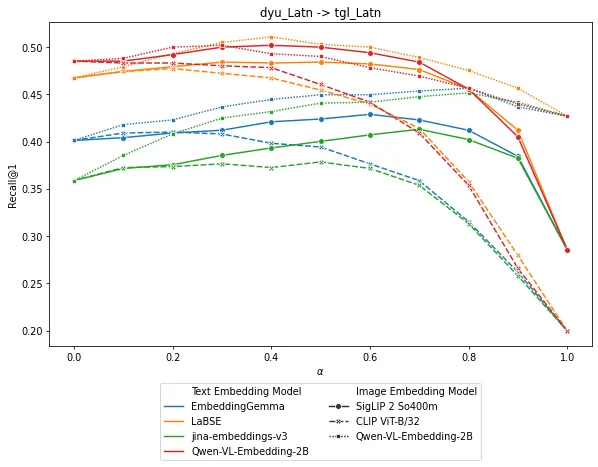 dyu_Latn -> tgl_Latn
Recall@1
0.50
0.45
0.40
0.35
0.30
0.25
0.20
0.0 0.2 0.4 0.6 0.8 1.0
α
Text Embedding Model Image Embedding Model
EmbeddingGemma SigLIP 2 So400m
LaBSE CLIP ViT-B/32
jina-embeddings-v3 Qwen-VL-Embedding-2B
Qwen-VL-Embedding-2B